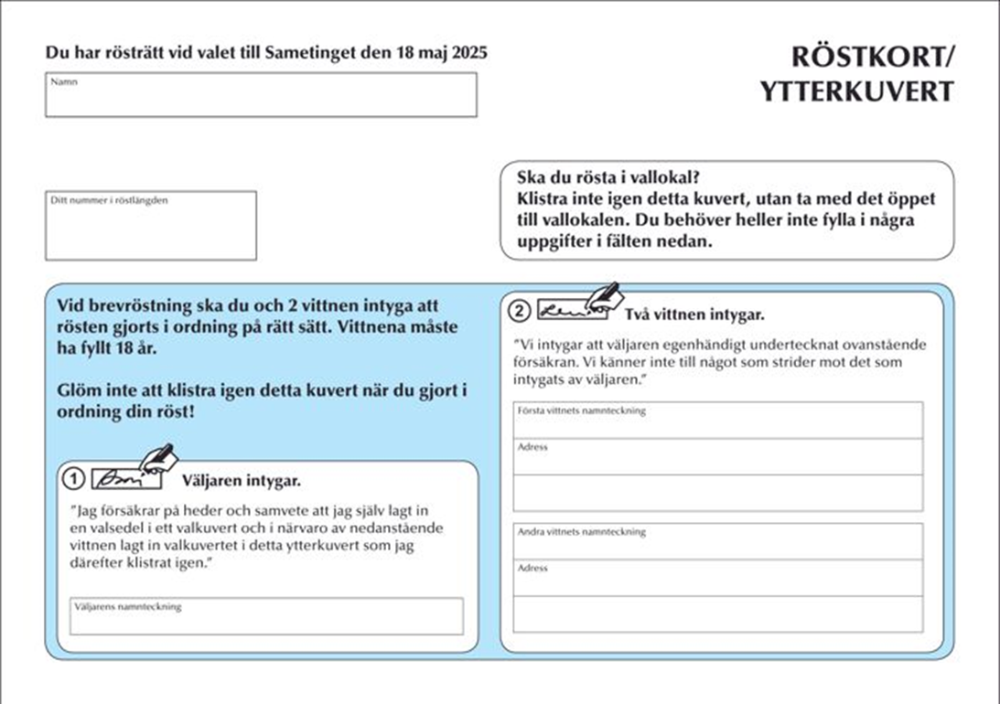 Du har rösträtt vid valet till Sametinget den 18 maj 2025
RÖSTKORT/
YTTERKUVERT
Namn
Ditt nummer i röstlängden
Ska du rösta i vallokal?
Klistra inte igen detta kuvert, utan ta med det öppet
till vallokalen. Du behöver heller inte fylla i några
uppgifter i fälten nedan.
Vid brevröstning ska du och 2 vittnen intyga att
rösten gjorts i ordning på rätt sätt. Vittnena måste
ha fyllt 18 år.
Glöm inte att klistra igen detta kuvert när du gjort i
ordning din röst!
1 Väljaren intygar.
”Jag försäkrar på heder och samvete att jag själv lagt in
en valsedel i ett valkuvert och i närvaro av nedanstående
vittnen lagt in valkuvertet i detta ytterkuvert som jag
därefter klistrat igen.”
Väljarens namnteckning
2 Två vittnen intygar.
”Vi intygar att väljaren egenhändigt undertecknat ovanstående
försäkran. Vi känner inte till något som strider mot det som
intygats av väljaren.”
Första vittnets namnteckning
Adress
Andra vittnets namnteckning
Adress